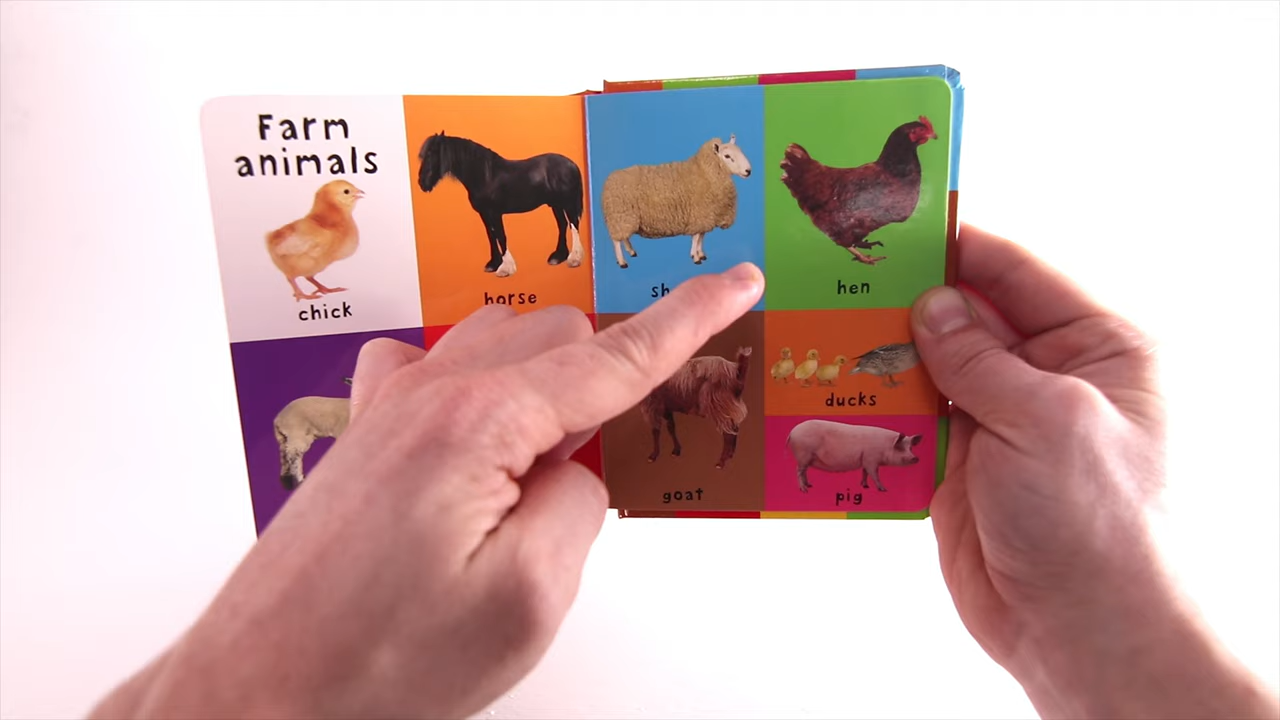 Farm
animals
chick
horse
hen
ducks
goat
pig